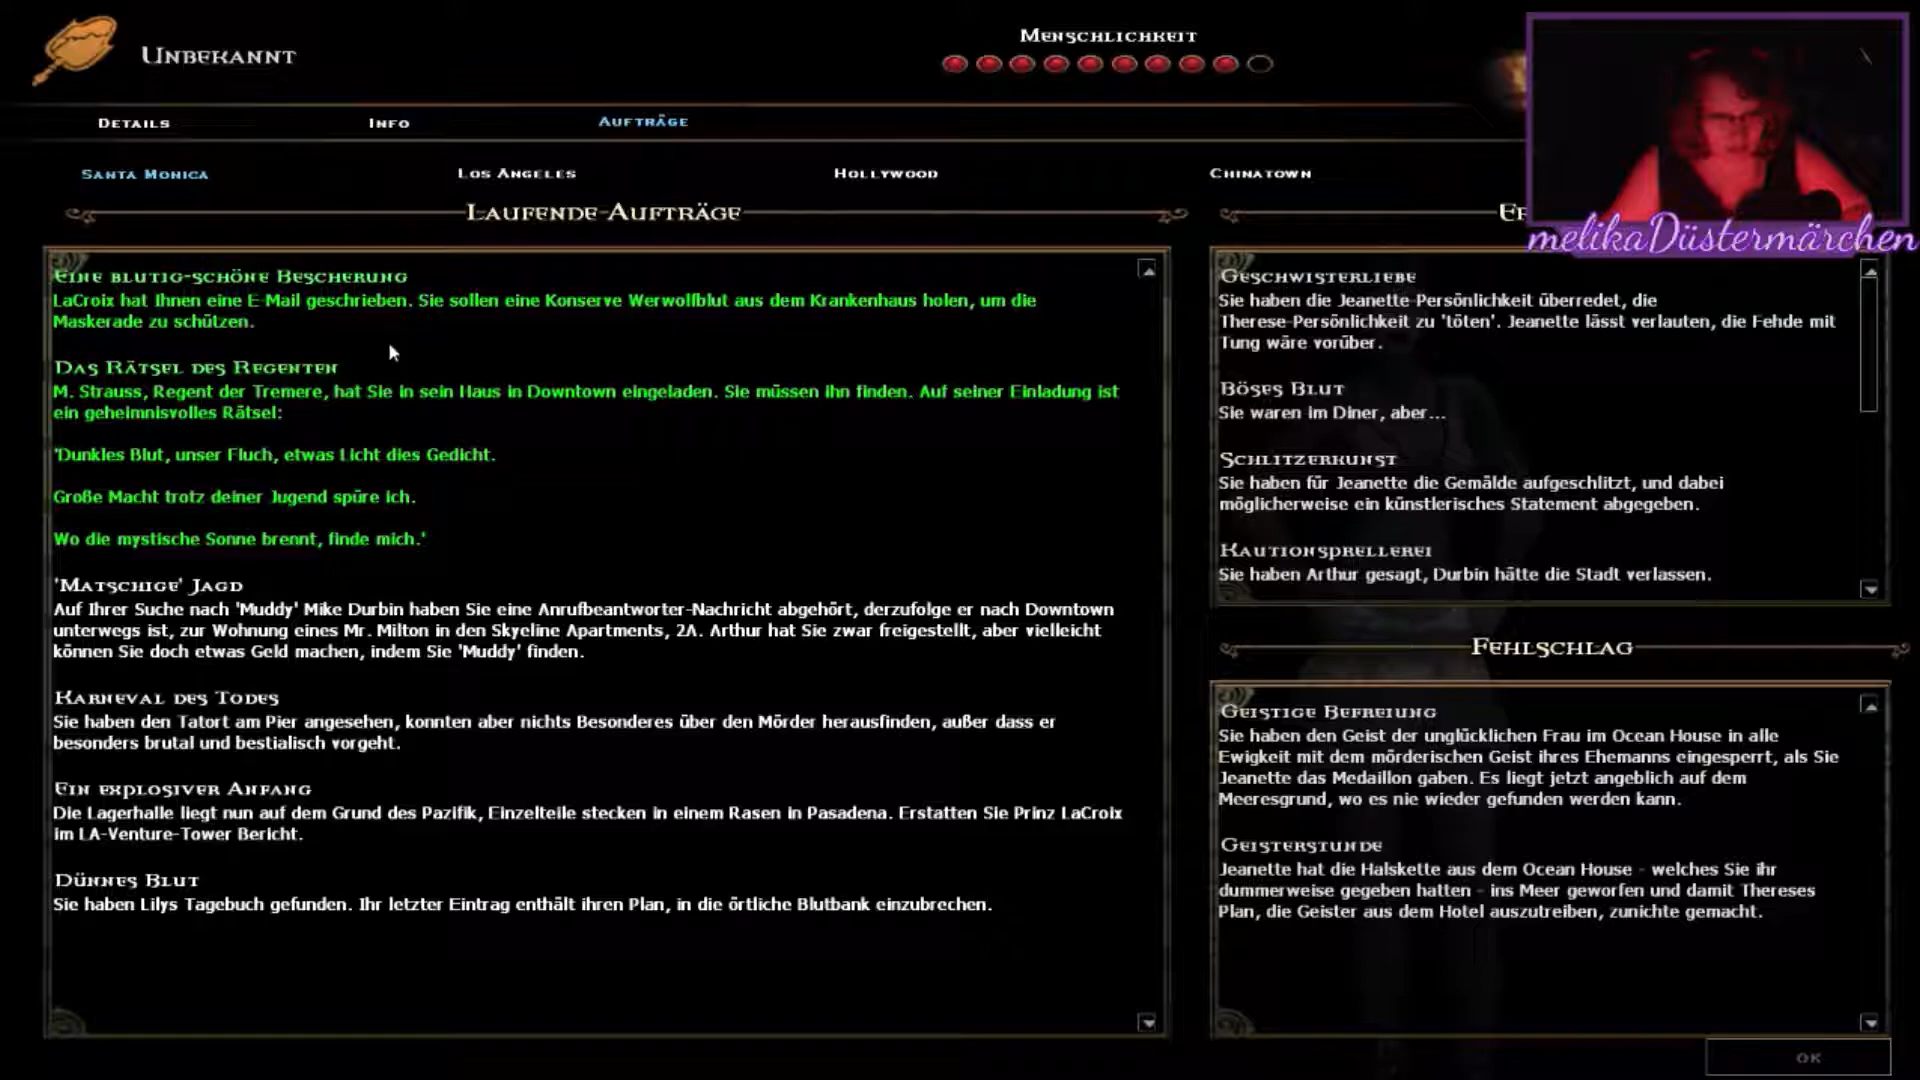 Unbekannt
Menschlichkeit
Details
Info
Aufträge
Santa Monica
Los Angeles
Hollywood
Chinatown
Laufende Aufträge
melikaDüstermärchen
Eine blutig-schöne Bescherung
LaCroix hat Ihnen eine E-Mail geschrieben. Sie sollen eine Konserve Werwolfblut aus dem Krankenhaus holen, um die
Maskerade zu schützen.
Das Rätsel des Regenten
M. Strauss, Regent der Tremere, hat Sie in sein Haus in Downtown eingeladen. Sie müssen ihn finden. Auf seiner Einladung ist
ein geheimnisvolles Rätsel:
'Dunkles Blut, unser Fluch, etwas Licht dies Gedicht.
Große Macht trotz deiner Jugend spüre ich.
Wo die mystische Sonne brennt, finde mich.'
'Matschige' Jagd
Auf Ihrer Suche nach 'Muddy' Mike Durbin haben Sie eine Anrufbeantworter-Nachricht abgehört, derzufolge er nach Downtown
unterwegs ist, zur Wohnung eines Mr. Milton in den Skyeline Apartments, 2A. Arthur hat Sie zwar freigestellt, aber vielleicht
können Sie doch etwas Geld machen, indem Sie 'Muddy' finden.
Karneval des Todes
Sie haben den Tatort am Pier angesehen, konnten aber nichts Besonderes über den Mörder herausfinden, außer dass er
besonders brutal und bestialisch vorgeht.
Ein explosiver Anfang
Die Lagerhalle liegt nun auf dem Grund des Pazifik, Einzelteile stecken in einem Rasen in Pasadena. Erstatten Sie Prinz LaCroix
im LA-Venture-Tower Bericht.
Dünnes Blut
Sie haben Lilys Tagebuch gefunden. Ihr letzter Eintrag enthält ihren Plan, in die örtliche Blutbank einzubrechen.
Geschwisterliebe
Sie haben die Jeanette-Persönlichkeit überredet, die
Therese-Persönlichkeit zu 'töten'. Jeanette lässt verlauten, die Fehde mit
Tung wäre vorüber.
Böses Blut
Sie waren im Diner, aber...
Schlitzerkunst
Sie haben für Jeanette die Gemälde aufgeschlitzt, und dabei
möglicherweise ein künstlerisches Statement abgegeben.
Kautionsprellerei
Sie haben Arthur gesagt, Durbin hätte die Stadt verlassen.
Fehlschlag
Geistige Befreiung
Sie haben den Geist der unglücklichen Frau im Ocean House in alle
Ewigkeit mit dem mörderischen Geist ihres Ehemanns eingesperrt, als Sie
Jeanette das Medaillon gaben. Es liegt jetzt angeblich auf dem
Meeresgrund, wo es nie wieder gefunden werden kann.
Geisterstunde
Jeanette hat die Halskette aus dem Ocean House - welches Sie ihr
dummerweise gegeben hatten - ins Meer geworfen und damit Thereses
Plan, die Geister aus dem Hotel auszutreiben, zunichte gemacht.
OK